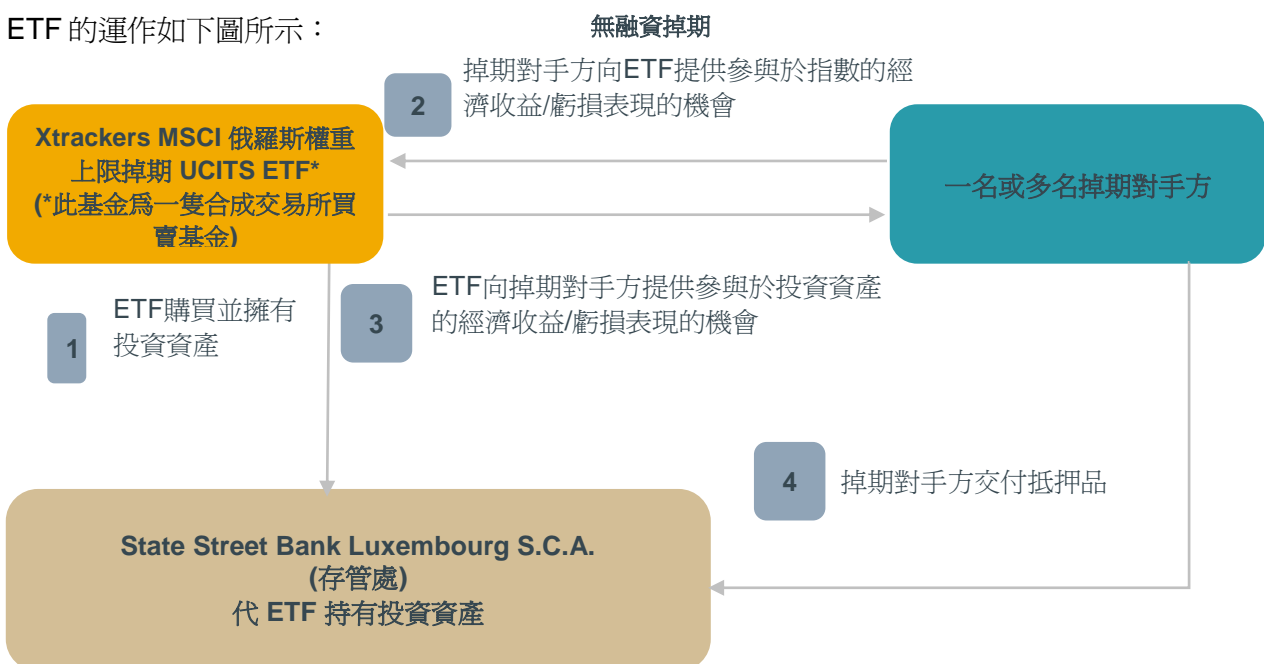 ETF 的運作如下圖所示：
無融資掉期
2
掉期對手方向ETF提供參與於指數的經
濟收益/虧損表現的機會
Xtrackers MSCI 俄羅斯權重
上限掉期 UCITS ETF*
(*此基金爲一隻合成交易所買
賣基金)
一名或多名掉期對手方
1
ETF購買並擁有
投資資產
3
ETF向掉期對手方提供參與於投資資產
的經濟收益/虧損表現的機會
4
掉期對手方交付抵押品
State Street Bank Luxembourg S.C.A.
(存管處)
代 ETF 持有投資資產